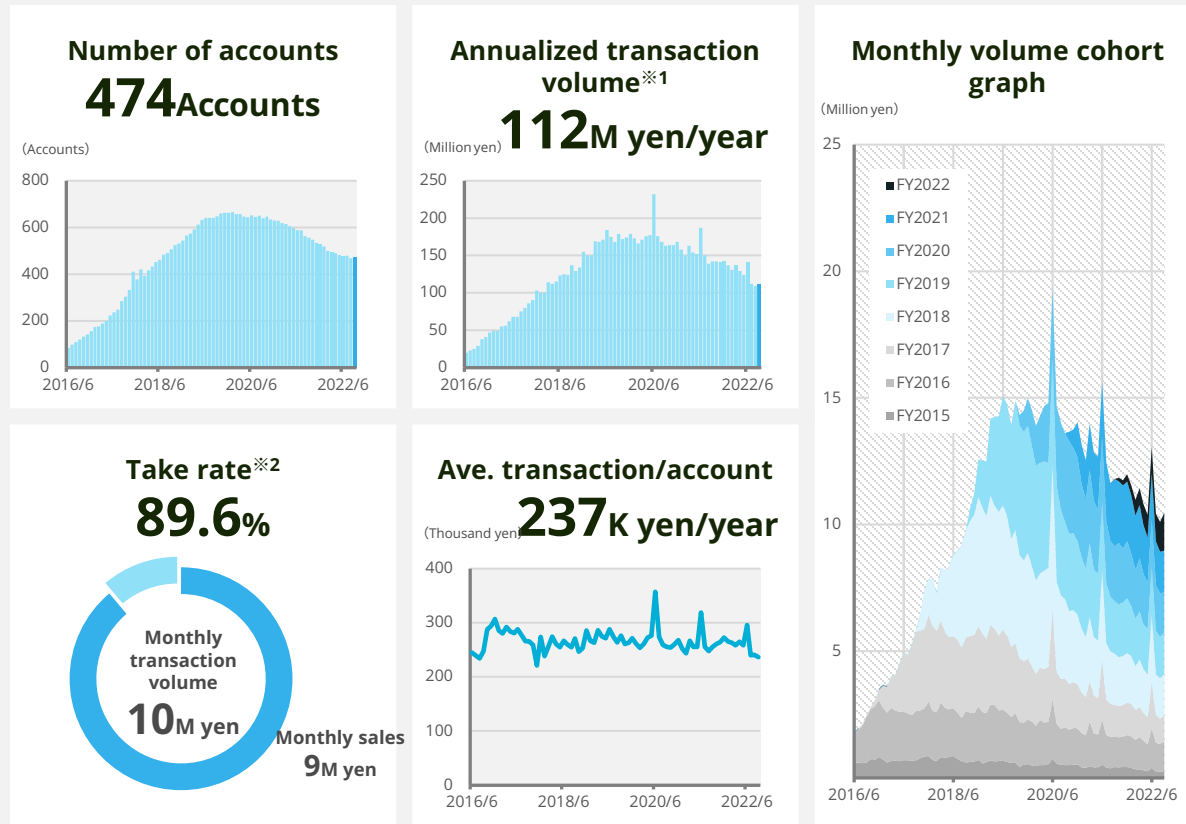 Number of accounts
474Accounts
(Accounts)
800
600
400
200
0
2016/6
2018/6
2020/6
2022/6
Annualized transaction
volume※1
(Million yen)
112M yen/year
250
200
150
100
50
0
2016/6
2018/6
2020/6
2022/6
Monthly volume cohort
graph
(Million yen)
25
20
15
10
5
FY2022
FY2021
FY2020
FY2019
FY2018
FY2017
FY2016
FY2015
2016/6
2018/6
2020/6
2022/6
Take rate※2
89.6%
Monthly
transaction
volume
10M yen
Monthly sales
9M yen
Ave. transaction/account
(Thousand yen)
237K yen/year
400
300
200
100
0
2016/6
2018/6
2020/6
2022/6